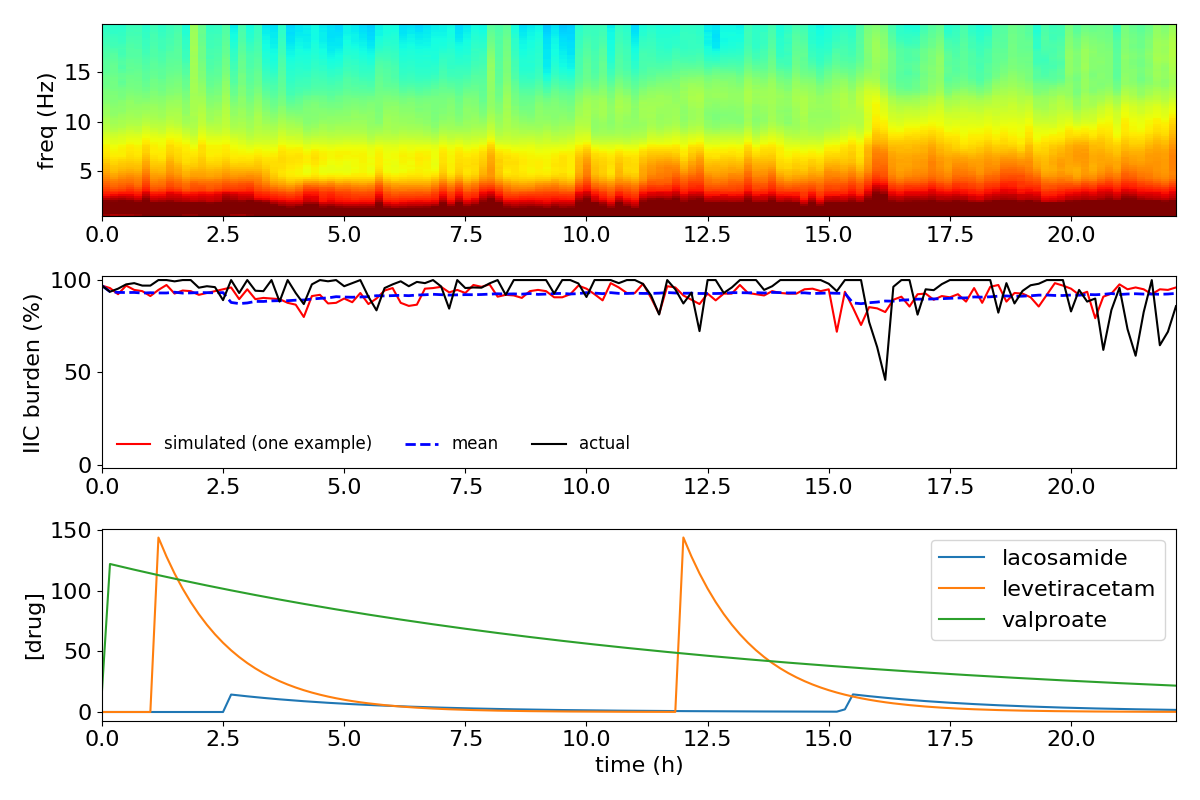 freq (Hz)
15
10
5
0.0 2.5 5.0 7.5 10.0 12.5 15.0 17.5 20.0
IIC burden (%)
100
50
0
simulated (one example) mean actual
0.0 2.5 5.0 7.5 10.0 12.5 15.0 17.5 20.0
[drug]
150
100
50
0
lacosamide
levetiracetam
valproate
0.0 2.5 5.0 7.5 10.0 12.5 15.0 17.5 20.0
time (h)